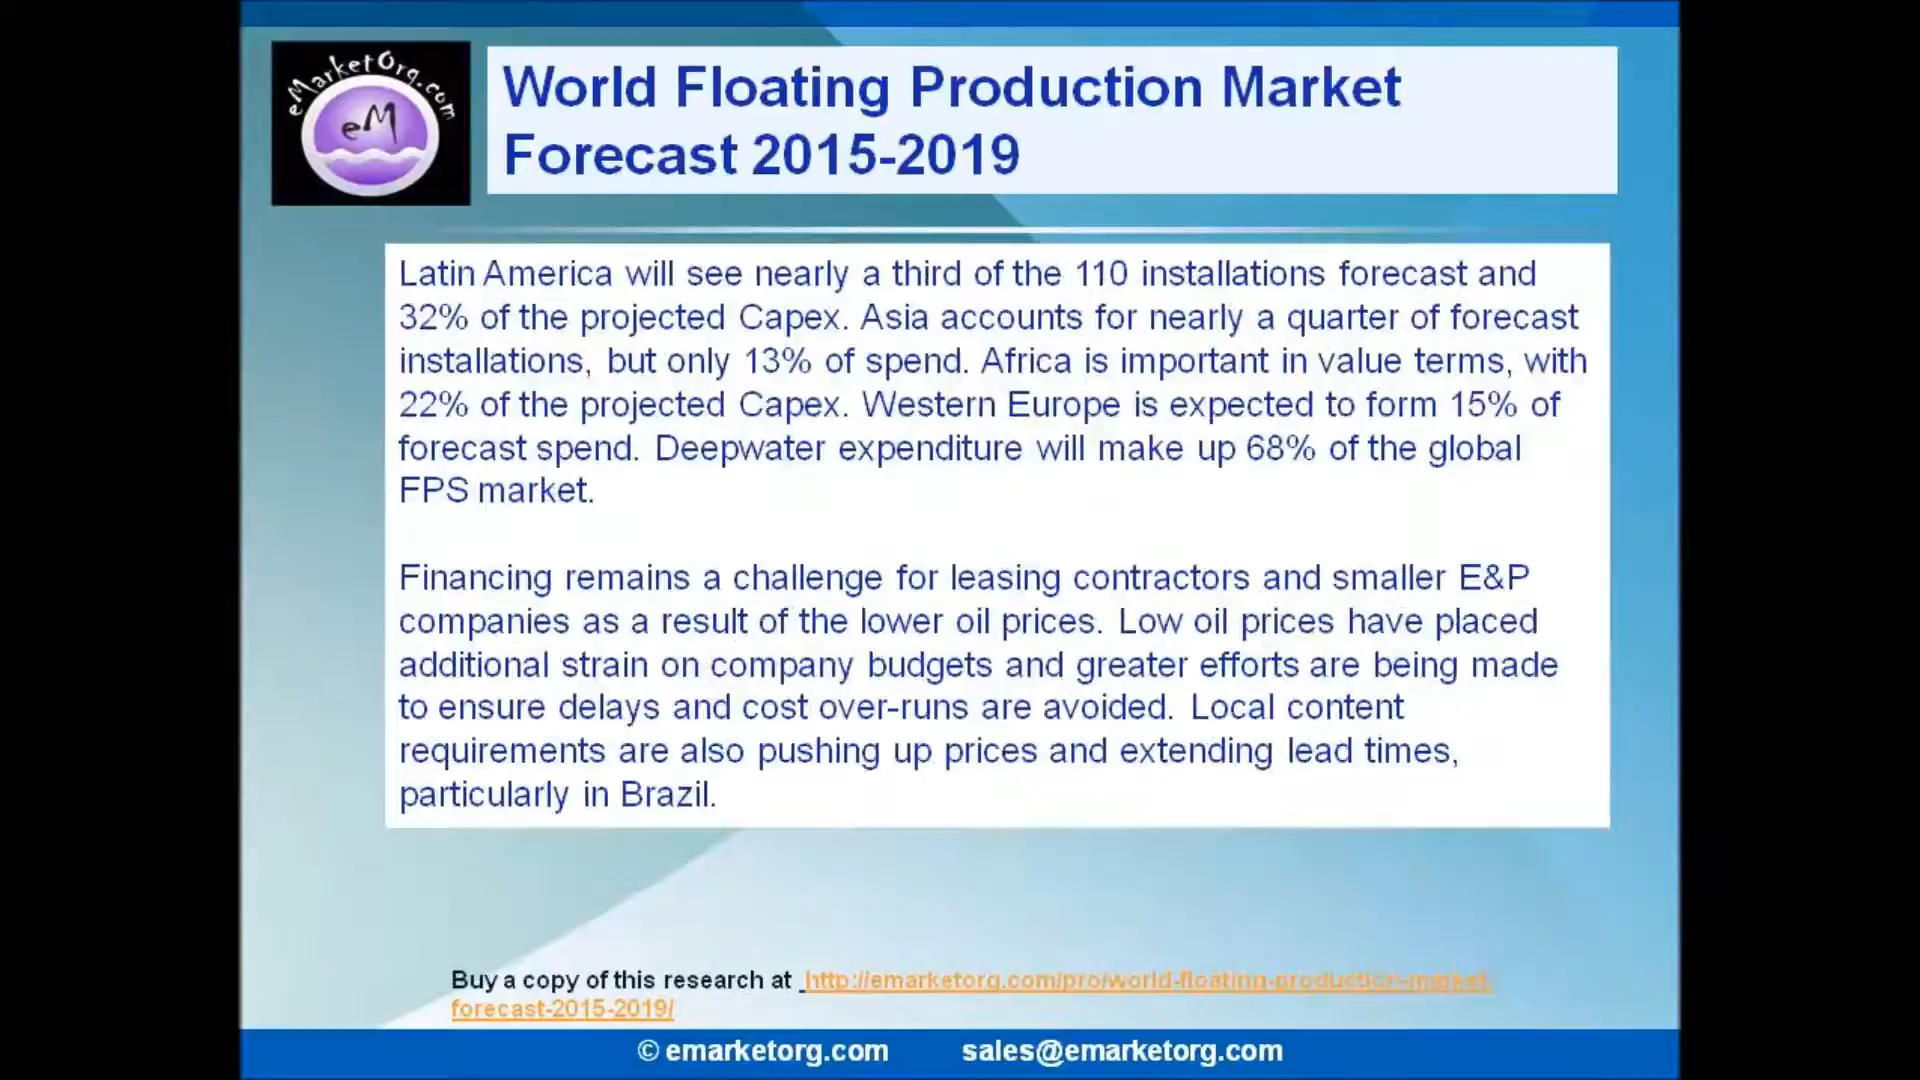 eMarketOrg.com
eM
World Floating Production Market
Forecast 2015-2019
Latin America will see nearly a third of the 110 installations forecast and
32% of the projected Capex. Asia accounts for nearly a quarter of forecast
installations, but only 13% of spend. Africa is important in value terms, with
22% of the projected Capex. Western Europe is expected to form 15% of
forecast spend. Deepwater expenditure will make up 68% of the global
FPS market.
Financing remains a challenge for leasing contractors and smaller E&P
companies as a result of the lower oil prices. Low oil prices have placed
additional strain on company budgets and greater efforts are being made
to ensure delays and cost over-runs are avoided. Local content
requirements are also pushing up prices and extending lead times,
particularly in Brazil.
Buy a copy of this research at http://emarketorg.com/pro/world-floating-production-market-
forecast-2015-2019/
© emarketorg.com sales@emarketorg.com